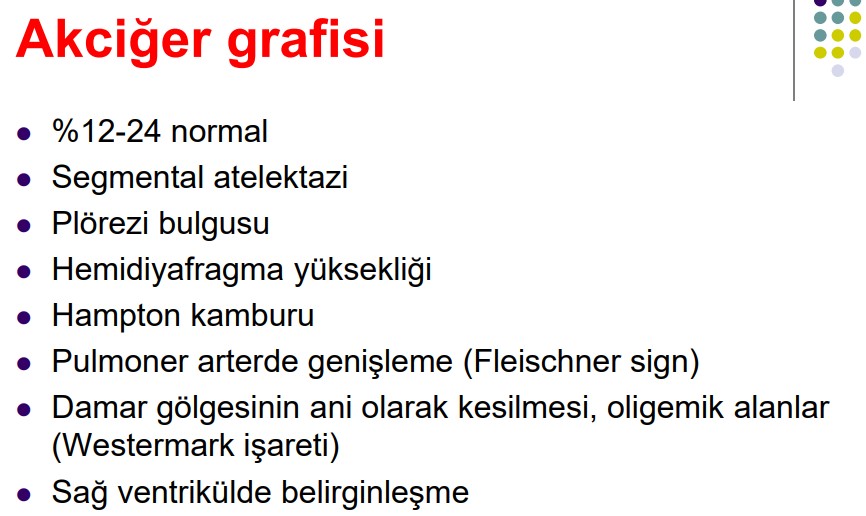 Akciğer grafisi
● %12-24 normal
● Segmental atelektazi
● Plörezi bulgusu
● Hemidiyafragma yüksekliği
● Hampton kamburu
● Pulmoner arterde genişleme (Fleischner sign)
● Damar gölgesinin ani olarak kesilmesi, oligemik alanlar
(Westermark işareti)
● Sağ ventrikülde belirginleşme